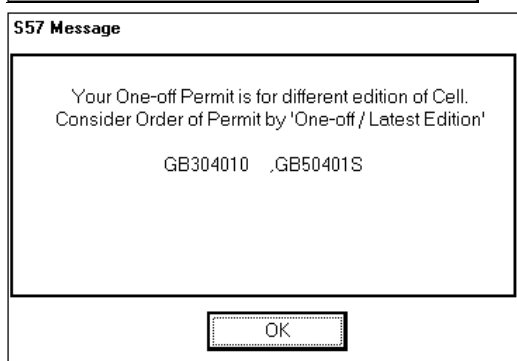 S57 Message
Your One-off Permit is for different edition of Cell.
Consider Order of Permit by 'One-off / Latest Edition'
GB304010 ,GB50401S
OK